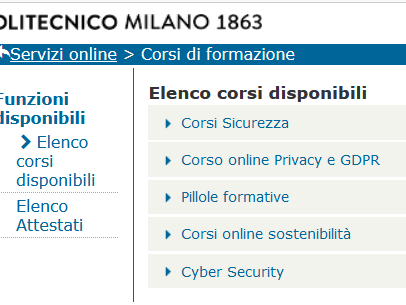 OLITECNICO MILANO 1863
Servizi online > Corsi di formazione
Funzioni
disponibili
Elenco
corsi
disponibili
Elenco
Attestati
Elenco corsi disponibili
Corsi Sicurezza
Corso online Privacy e GDPR
Pillole formative
Corsi online sostenibilità
Cyber Security